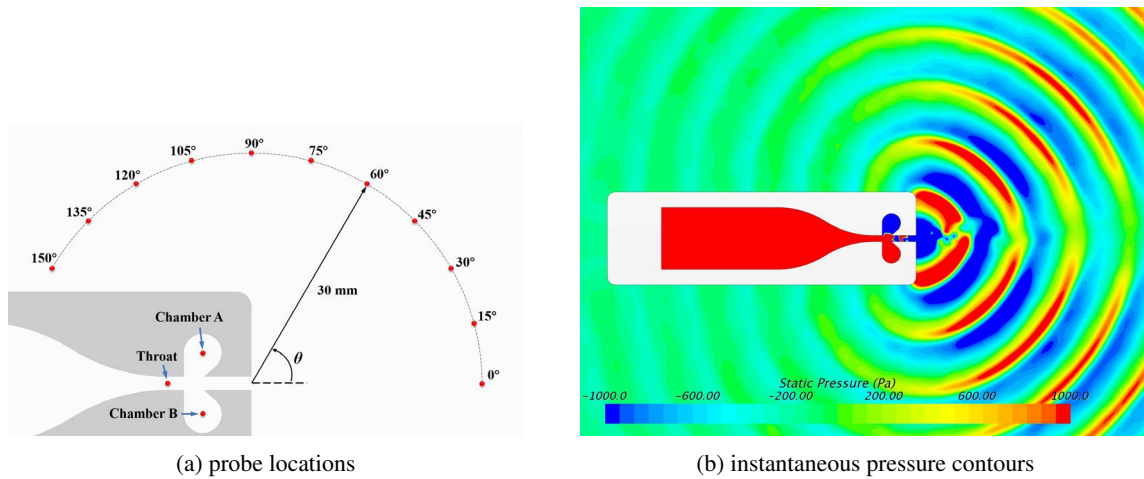 90°
105°
75°
120°
60°
135°
45°
150°
30°
30 mm
15°
Chamber A
Throat
θ
0°
Chamber B
Static Pressure (Pa)
-1000.0 -600.00 -200.00 200.00 600.00 1000.0
(a) probe locations
(b) instantaneous pressure contours